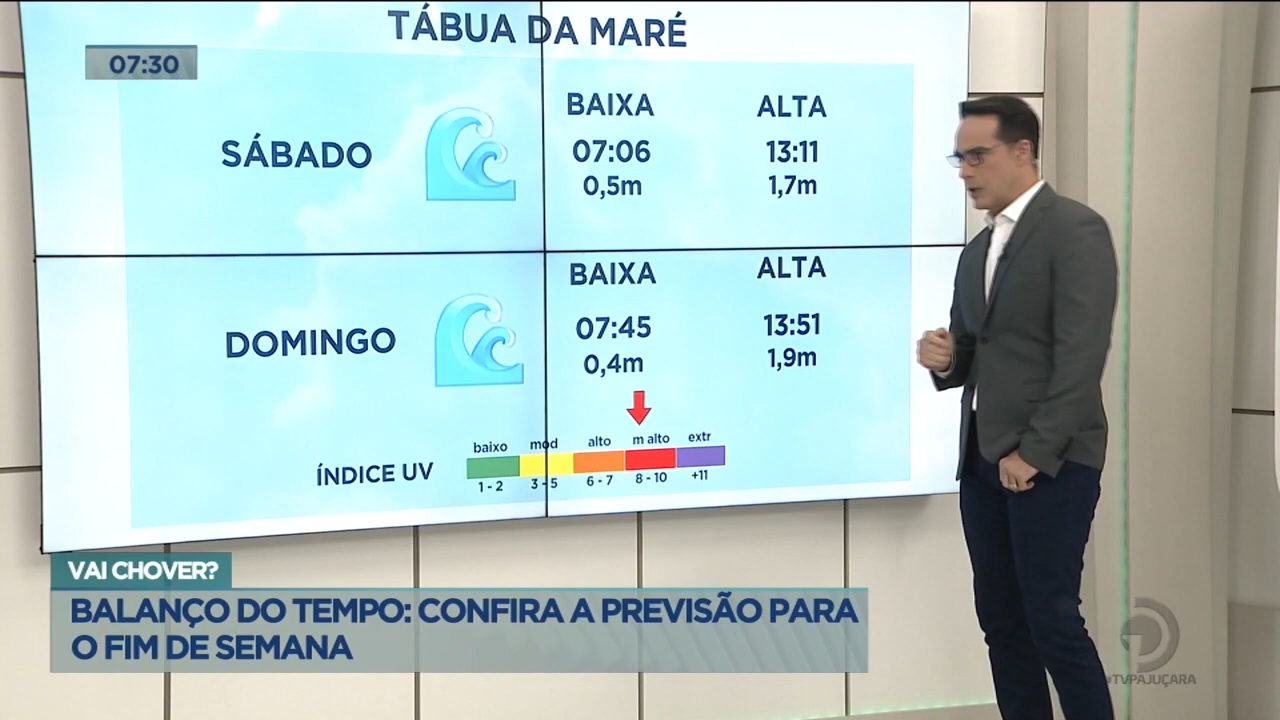 TÁBUA DA MARÉ
07:30
BAIXA
ALTA
SÁBADO
07:06
13:11
0,5m
1,7m
BAIXA
ALTA
DOMINGO
07:45
13:51
0,4m
1,9m
baixo mod alto m alto extr
ÍNDICE UV
1 - 2 3 - 5 6 - 7 8 - 10 +11
VAI CHOVER?
BALANÇO DO TEMPO: CONFIRA A PREVISÃO PARA
O FIM DE SEMANA
#TVPAJUÇARA